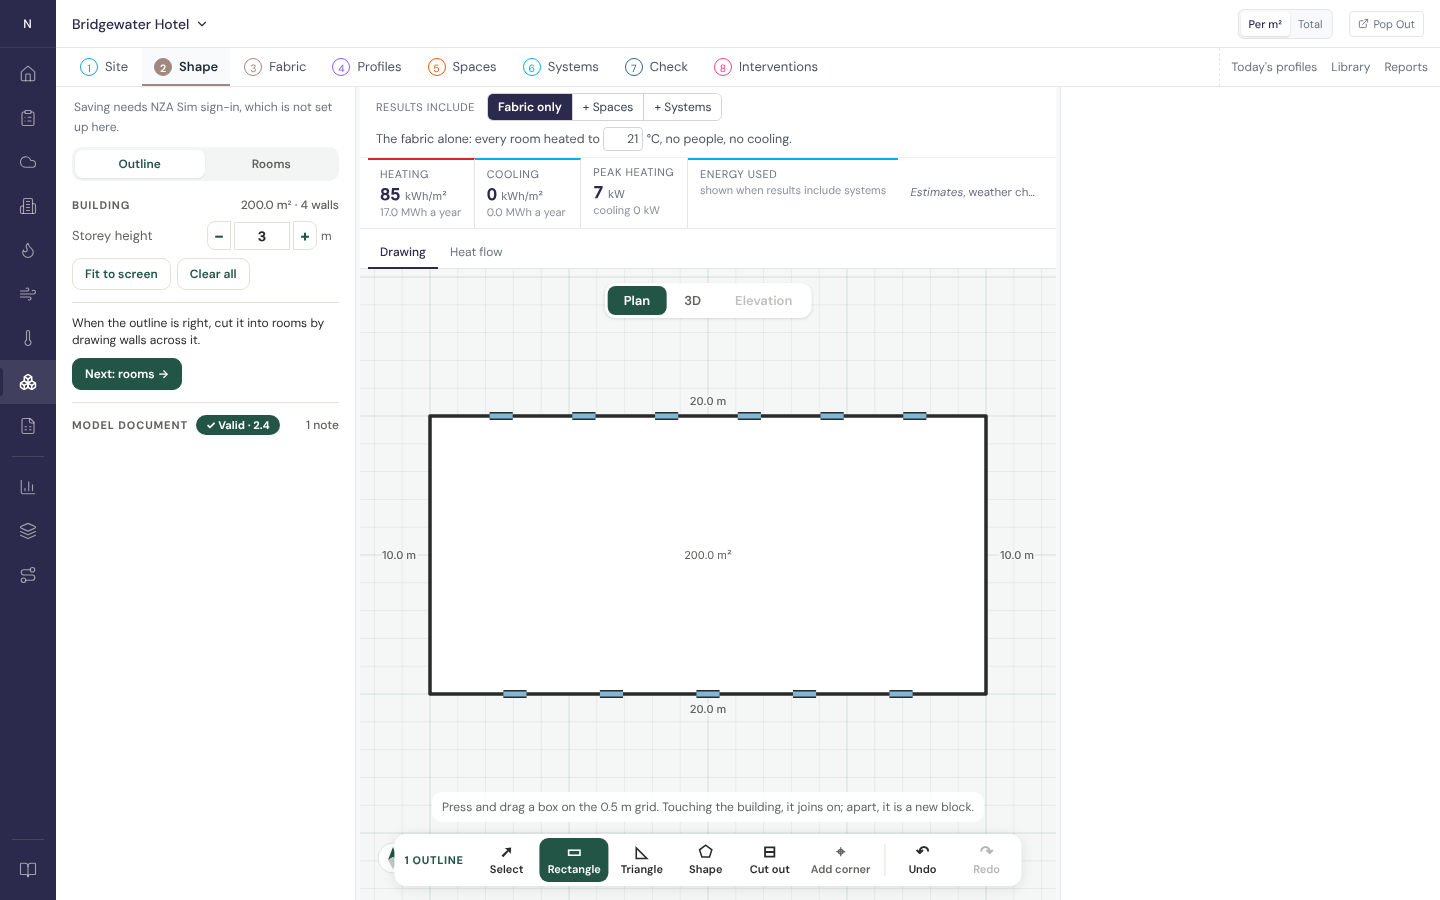 N
Bridgewater Hotel
Per m²
Total
Pop Out
1 Site
2 Shape
3 Fabric
4 Profiles
5 Spaces
6 Systems
7 Check
8 Interventions
Today's profiles
Library
Reports
Saving needs NZA Sim sign-in, which is not set
up here.
Outline
Rooms
BUILDING
200.0 m² · 4 walls
Storey height
− 3 + m
Fit to screen
Clear all
When the outline is right, cut it into rooms by
drawing walls across it.
Next: rooms →
MODEL DOCUMENT
✓ Valid · 2.4
1 note
RESULTS INCLUDE
Fabric only
+ Spaces
+ Systems
The fabric alone: every room heated to 21 °C, no people, no cooling.
HEATING
85 kWh/m²
17.0 MWh a year
COOLING
0 kWh/m²
0.0 MWh a year
PEAK HEATING
7 kW
cooling 0 kW
ENERGY USED
shown when results include systems
Estimates, weather ch…
Drawing
Heat flow
Plan
3D
Elevation
20.0 m
10.0 m
200.0 m²
10.0 m
20.0 m
Press and drag a box on the 0.5 m grid. Touching the building, it joins on; apart, it is a new block.
1 OUTLINE
Select
Rectangle
Triangle
Shape
Cut out
Add corner
Undo
Redo